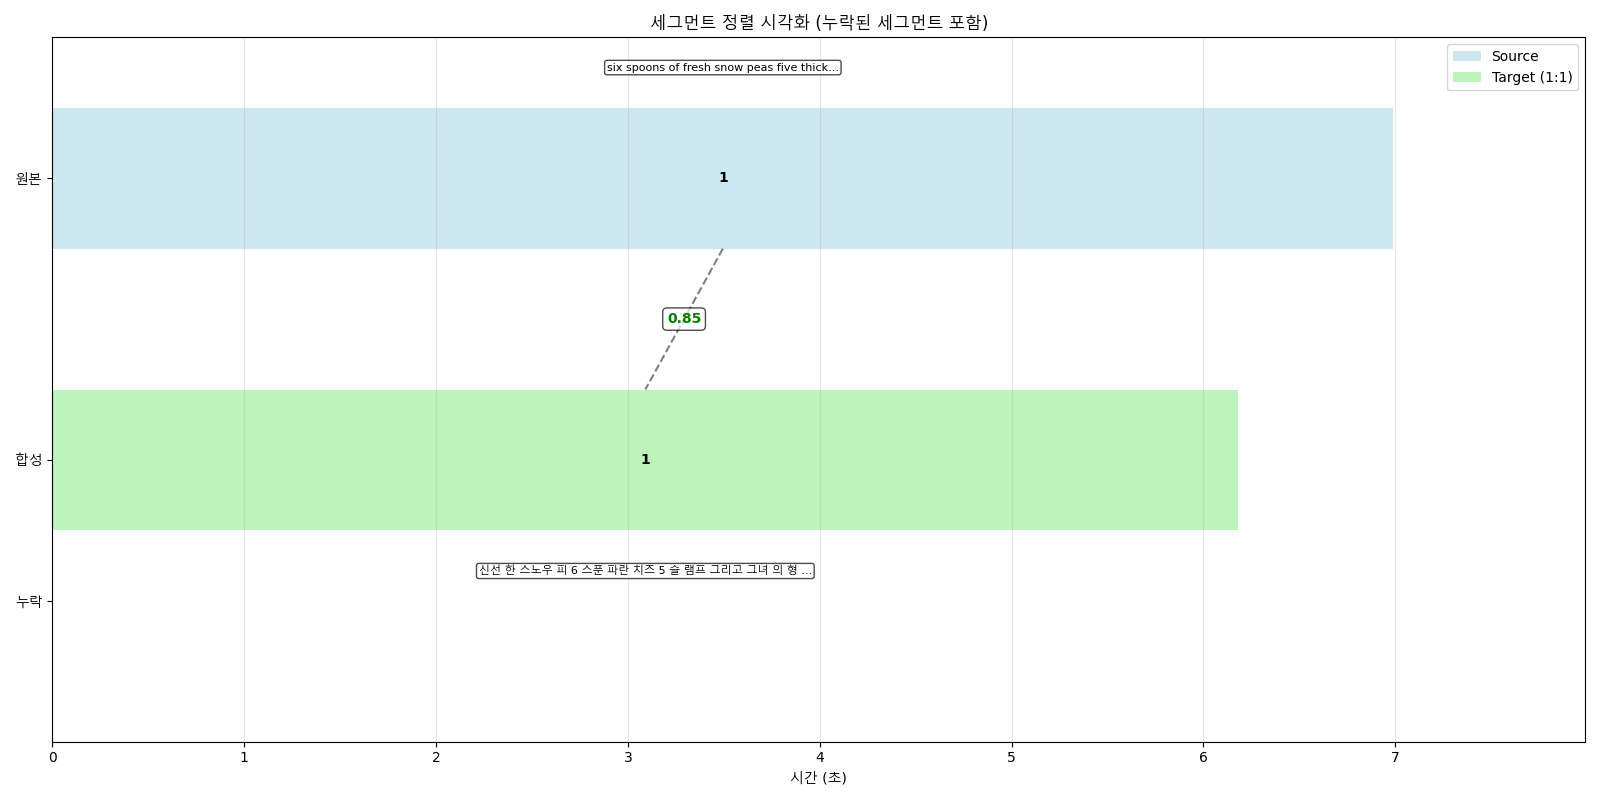 세그먼트 정렬 시각화 (누락된 세그먼트 포함)
Source
Target (1:1)
six spoons of fresh snow peas five thick...
원본
1
0.85
합성
1
신선 한 스노우 피 6 스푼 파란 치즈 5 슬 램프 그리고 그녀 의 형 ...
누락
0 1 2 3 4 5 6 7
시간 (초)